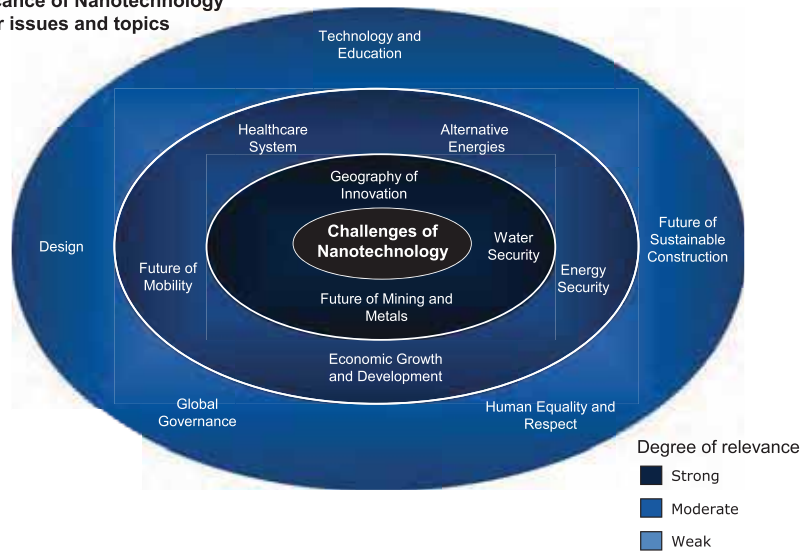 of Nanotechnology
issues and topics
Technology and
Education
Healthcare
System
Alternative
Energies
Geography of
Innovation
Challenges of
Nanotechnology
Water
Security
Design
Future of
Sustainable
Construction
Future of
Mobility
Energy
Security
Future of Mining and
Metals
Economic Growth
and Development
Global
Governance
Human Equality and
Respect
Degree of relevance
Strong
Moderate
Weak